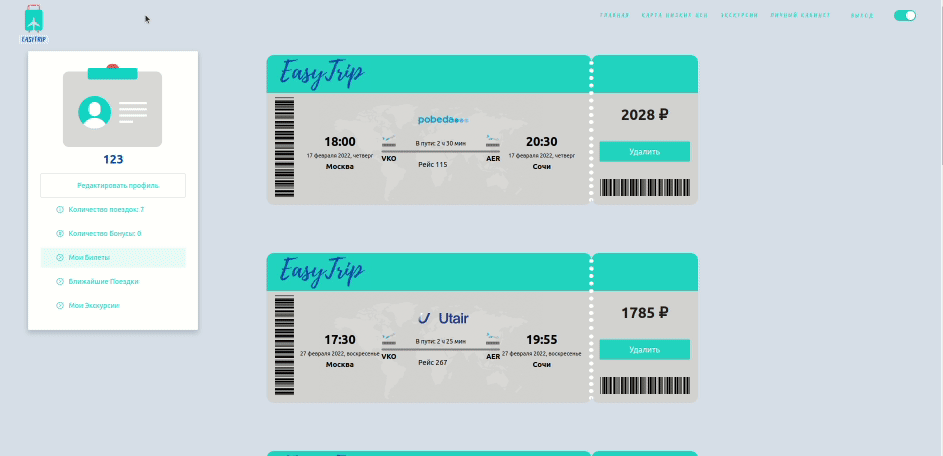 EASYTRIP
ГЛАВНАЯ КАРТА НИЗКИХ ЦЕН ЭКСКУРСИИ ЛИЧНЫЙ КАБИНЕТ ВЫХОД
123
Редактировать профиль
Количество поездок: 7
Количество бонусы: 0
Мои Билеты
Ближайшие Поездки
Мои Экскурсии
EasyTrip
pobeda
18:00
17 февраля 2022, четверг
Москва
VKO
В пути: 2 ч 30 мин
Рейс 115
AER
20:30
17 февраля 2022, четверг
Сочи
2028 ₽
Удалить
EasyTrip
Utair
17:30
27 февраля 2022, воскресенье
Москва
VKO
В пути: 2 ч 25 мин
Рейс 267
AER
19:55
27 февраля 2022, воскресенье
Сочи
1785 ₽
Удалить